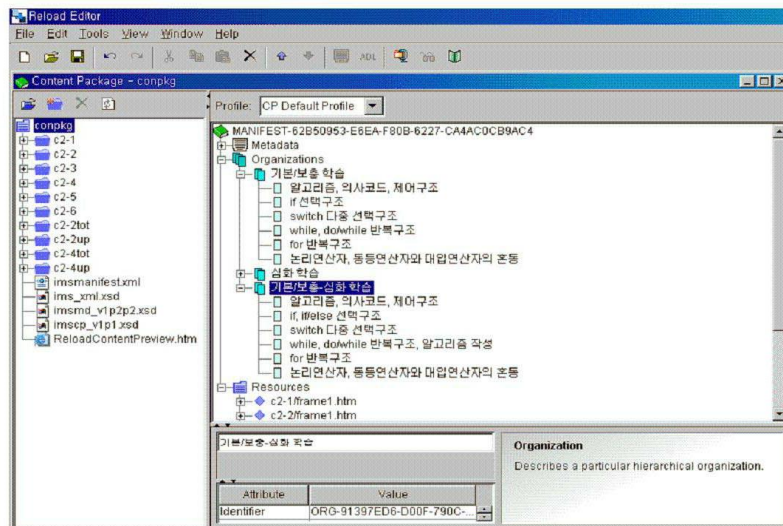 Reload Editor
File Edit Tools View Window Help
ADL
Content Package - conpkg
Profile: CP Default Profile
conpkg
c2-1
c2-2
c2-3
c2-4
c2-5
c2-6
c2-2tot
c2-2up
c2-4tot
c2-4up
imsmanifest.xml
ims_xml.xsd
imsmd_v1p2p2.xsd
imscp_v1p1.xsd
ReloadContentPreview.htm
MANIFEST-62B50953-E6EA-F80B-6227-CA4AC0CB9AC4
Metadata
Organizations
기본/보충 학습
알고리즘, 의사코드, 제어구조
if 선택구조
switch 다중 선택구조
while, do/while 반복구조
for 반복구조
논리연산자, 동등연산자와 대입연산자의 혼동
심화 학습
기본/보충-심화 학습
알고리즘, 의사코드, 제어구조
if, if/else 선택구조
switch 다중 선택구조
while, do/while 반복구조, 알고리즘 작성
for 반복구조
논리연산자, 동등연산자와 대입연산자의 혼동
Resources
c2-1/frame1.htm
c2-2/frame1.htm
기본/보충-심화 학습
Attribute Value
Identifier ORG-91397ED6-D00F-790C-...
Organization
Describes a particular hierarchical organization.